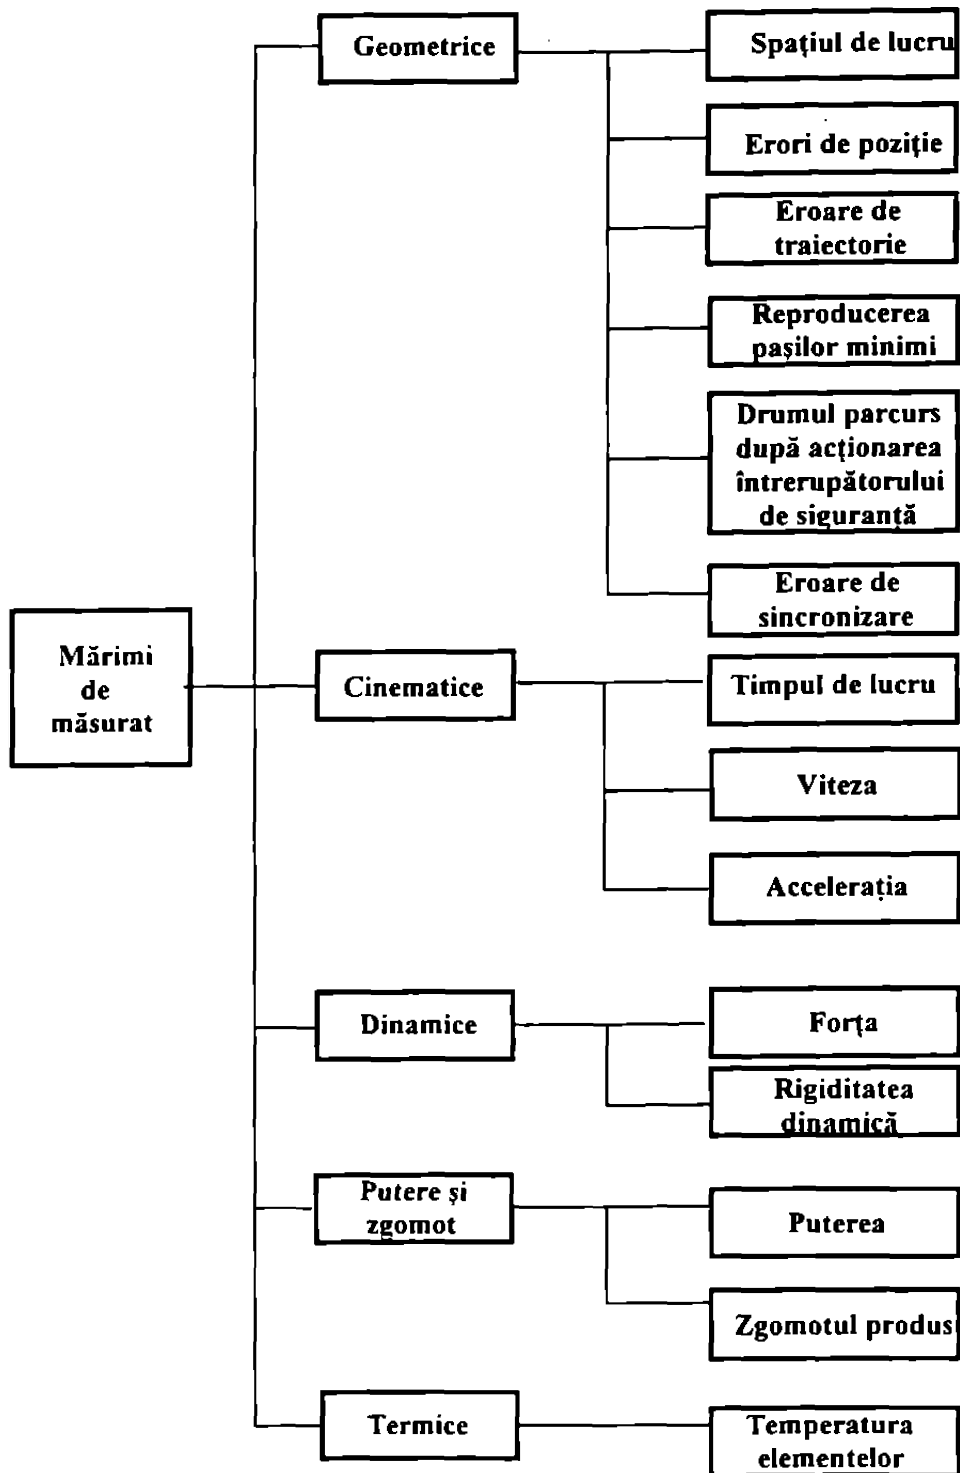 Geometrice
Spațiul de lucru
Erori de poziție
Eroare de
traiectorie
Reproducerea
pașilor minimi
Drumul parcurs
după acționarea
întrerupătorului
de siguranță
Eroare de
sincronizare
Mărimi
de
măsurat
Cinematice
Timpul de lucru
Viteza
Accelerația
Dinamice
Forța
Rigiditatea
dinamică
Putere și
zgomot
Puterea
Zgomotul produs
Termice
Temperatura
elementelor